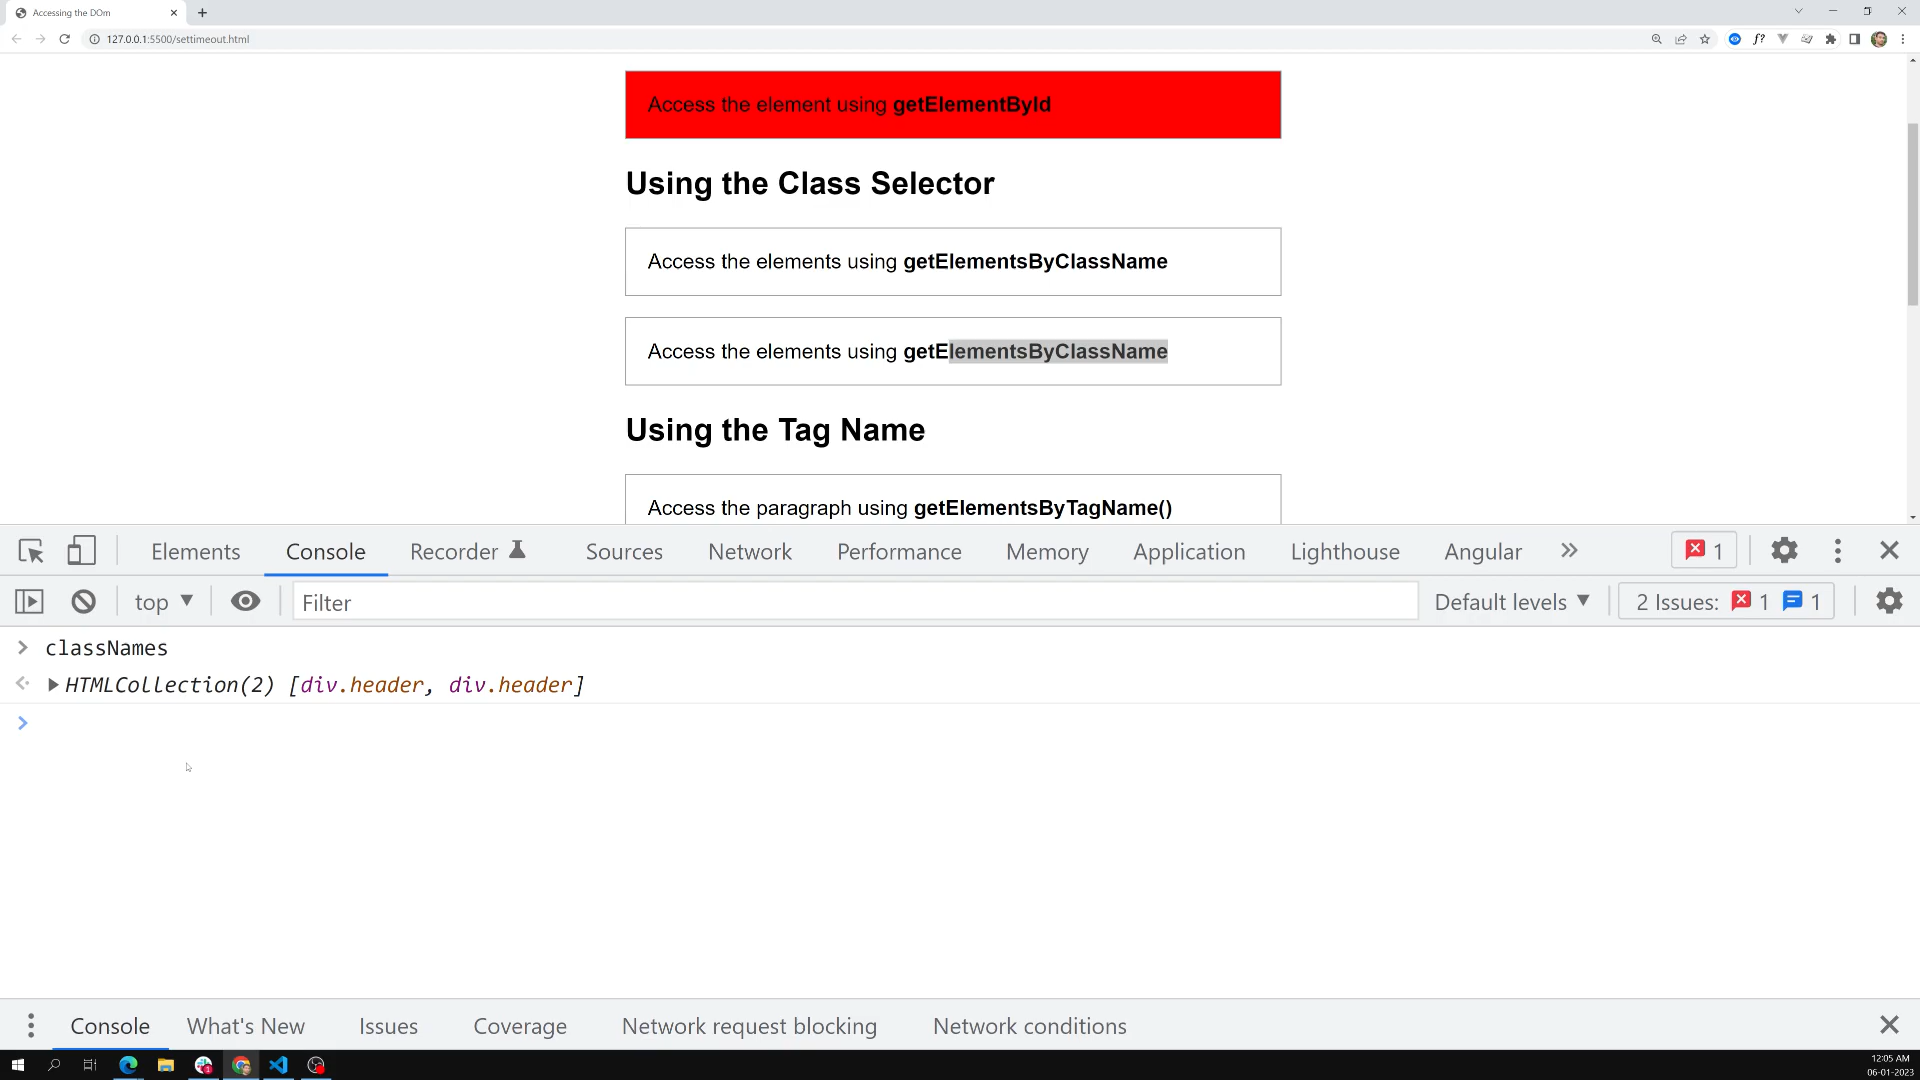 Accessing the DOm
127.0.0.1:5500/settimeout.html
f?
Access the element using getElementById
Using the Class Selector
Access the elements using getElementsByClassName
Access the elements using getElementsByClassName
Using the Tag Name
Access the paragraph using getElementsByTagName()
Elements Console Recorder Sources Network Performance Memory Application Lighthouse Angular 1
top Filter Default levels 2 Issues: 1 1
classNames
HTMLCollection(2) [div.header, div.header]
Console What's New Issues Coverage Network request blocking Network conditions
12:05 AM
06-01-2023